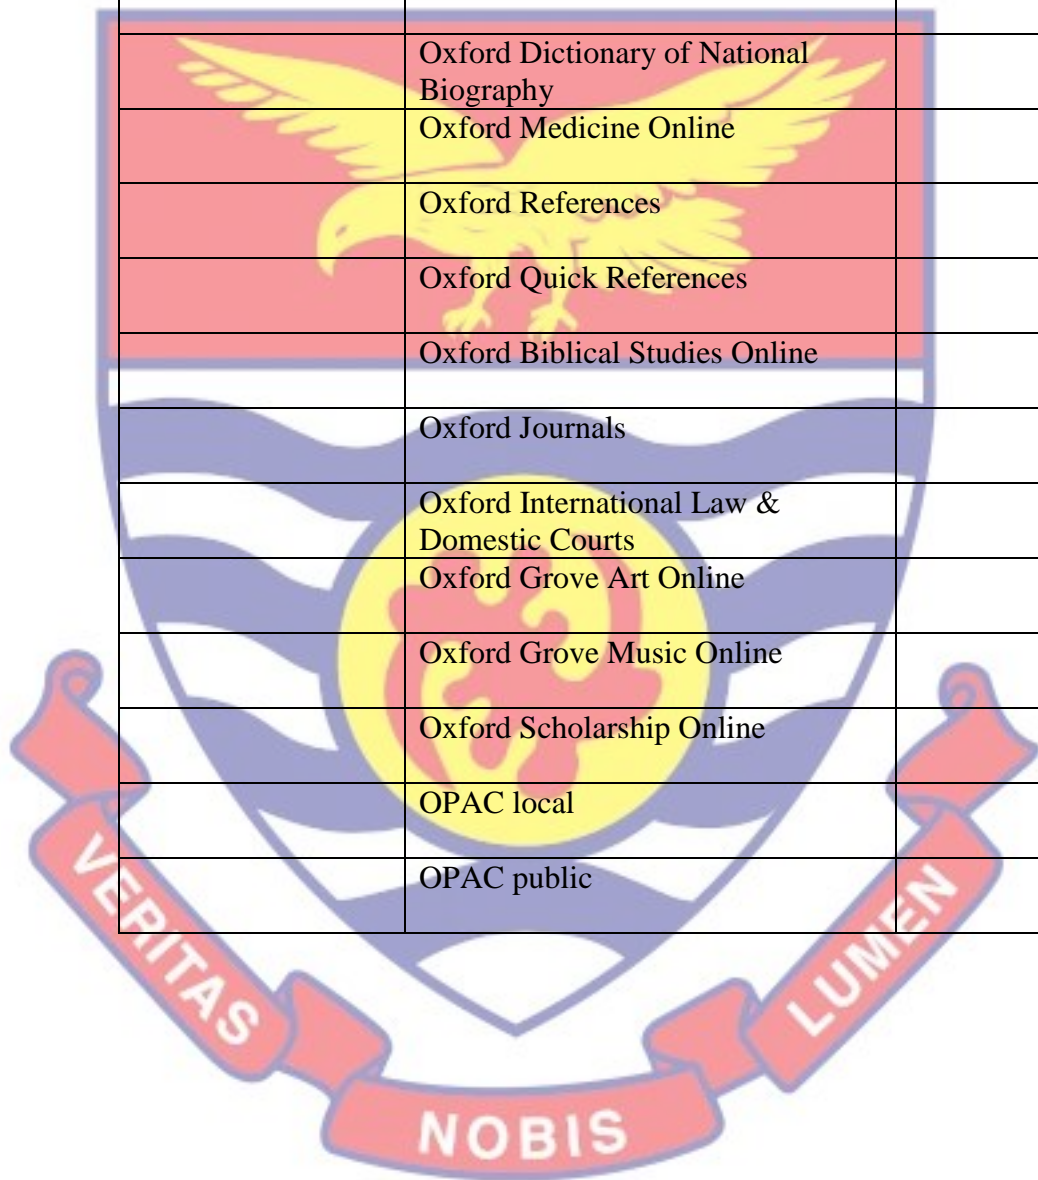 Oxford Dictionary of National
Biography
Oxford Medicine Online
Oxford References
Oxford Quick References
Oxford Biblical Studies Online
Oxford Journals
Oxford International Law &
Domestic Courts
Oxford Grove Art Online
Oxford Grove Music Online
Oxford Scholarship Online
OPAC local
OPAC public
VERITAS
NOBIS
LUMEN